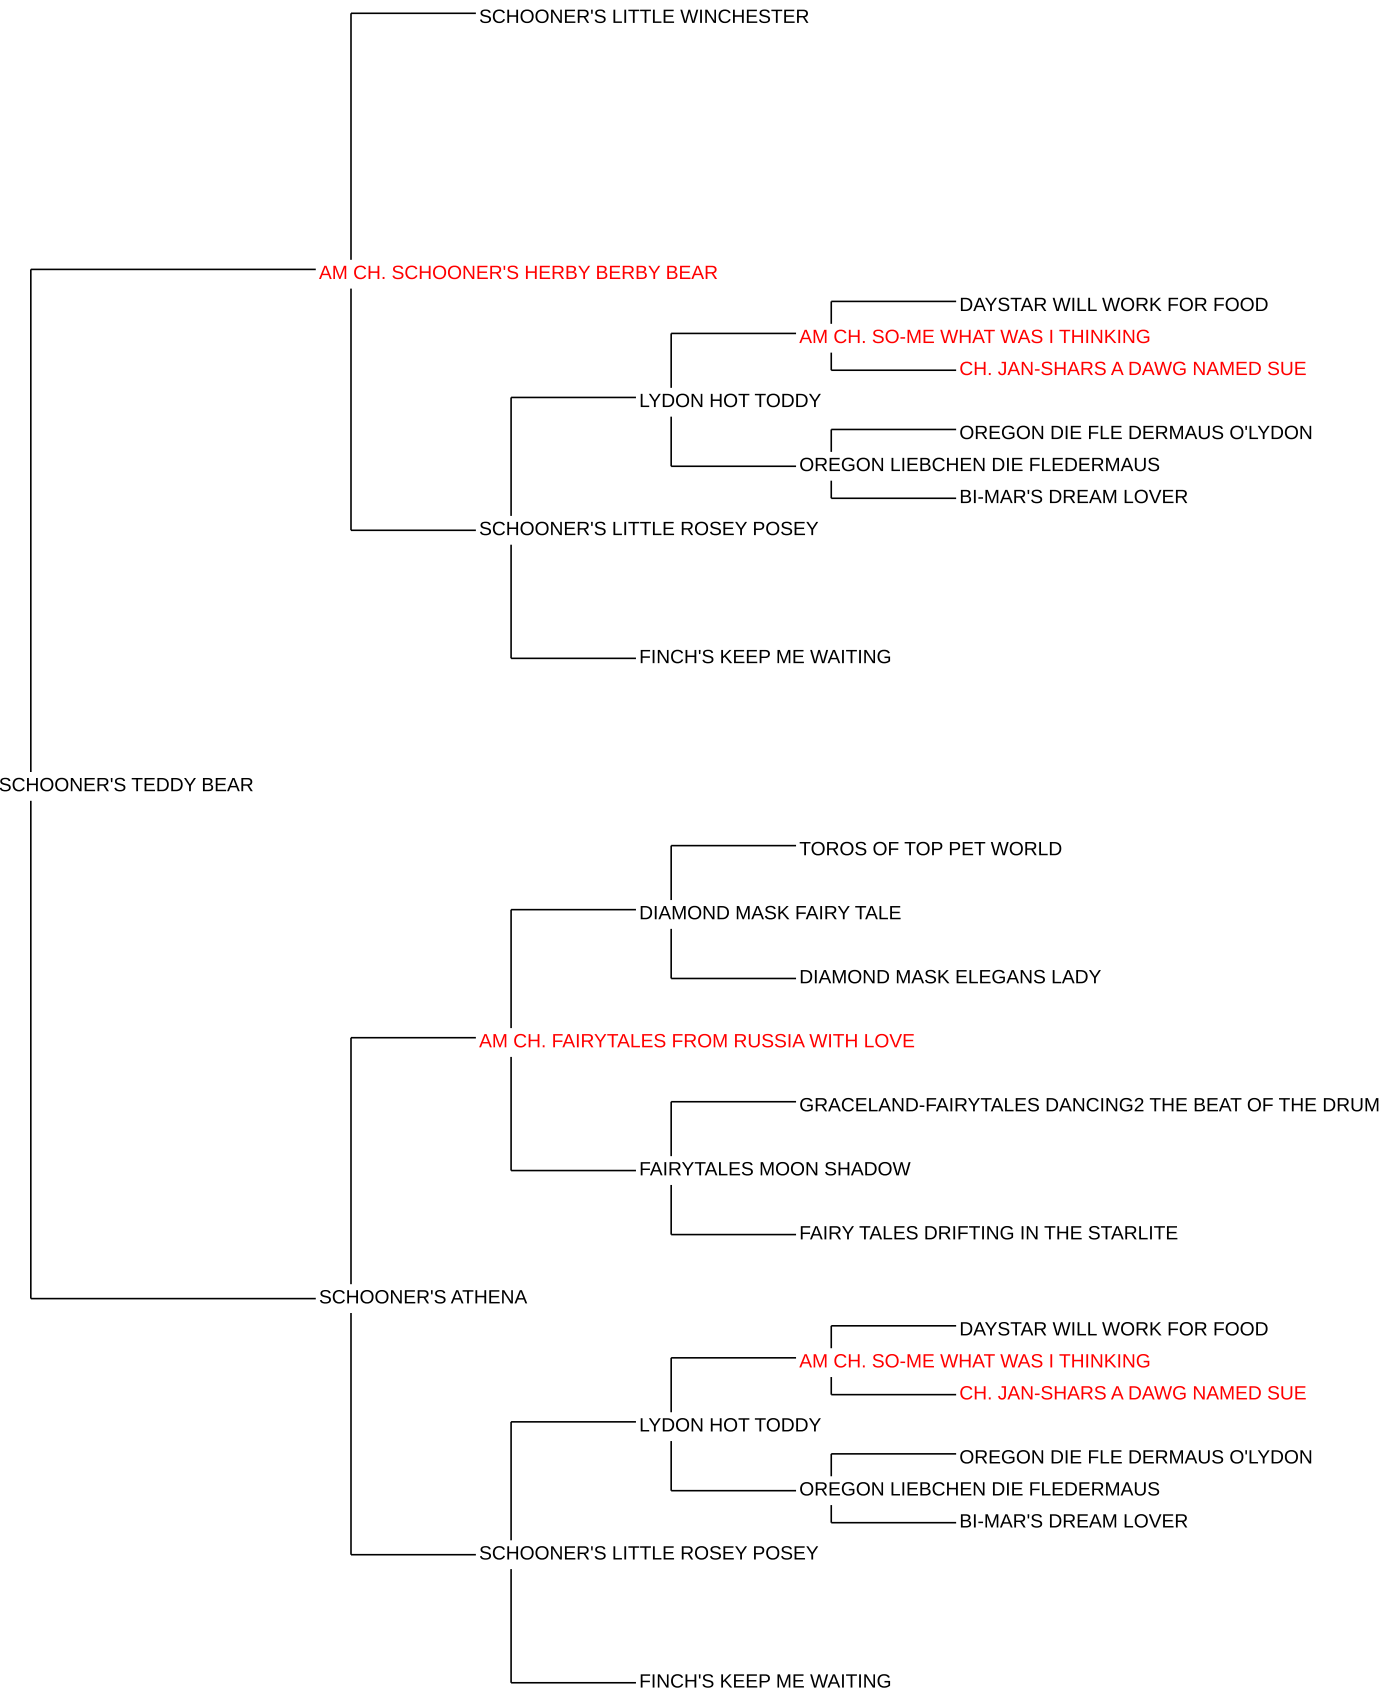 SCHOONER'S LITTLE WINCHESTER
AM CH. SCHOONER'S HERBY BERBY BEAR
DAYSTAR WILL WORK FOR FOOD
AM CH. SO-ME WHAT WAS I THINKING
CH. JAN-SHARS A DAWG NAMED SUE
LYDON HOT TODDY
OREGON DIE FLE DERMAUS O'LYDON
OREGON LIEBCHEN DIE FLEDERMAUS
BI-MAR'S DREAM LOVER
SCHOONER'S LITTLE ROSEY POSEY
FINCH'S KEEP ME WAITING
SCHOONER'S TEDDY BEAR
TOROS OF TOP PET WORLD
DIAMOND MASK FAIRY TALE
DIAMOND MASK ELEGANS LADY
AM CH. FAIRYTALES FROM RUSSIA WITH LOVE
GRACELAND-FAIRYTALES DANCING2 THE BEAT OF THE DRUM
FAIRYTALES MOON SHADOW
FAIRY TALES DRIFTING IN THE STARLITE
SCHOONER'S ATHENA
DAYSTAR WILL WORK FOR FOOD
AM CH. SO-ME WHAT WAS I THINKING
CH. JAN-SHARS A DAWG NAMED SUE
LYDON HOT TODDY
OREGON DIE FLE DERMAUS O'LYDON
OREGON LIEBCHEN DIE FLEDERMAUS
BI-MAR'S DREAM LOVER
SCHOONER'S LITTLE ROSEY POSEY
FINCH'S KEEP ME WAITING